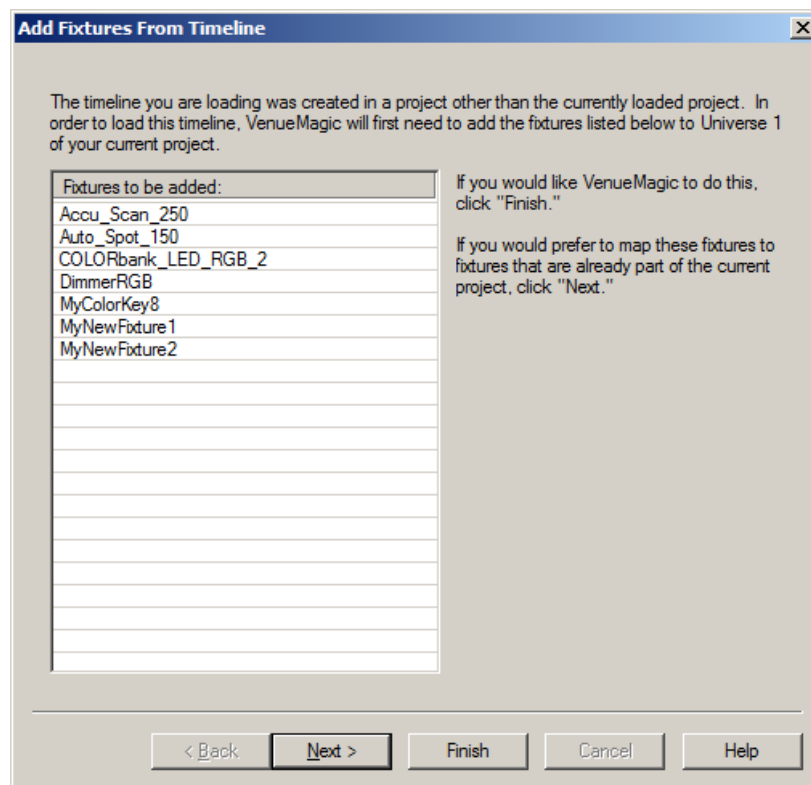 Add Fixtures From Timeline
The timeline you are loading was created in a project other than the currently loaded project. In
order to load this timeline, VenueMagic will first need to add the fixtures listed below to Universe 1
of your current project.
Fixtures to be added:
Accu_Scan_250
Auto_Spot_150
COLORbank_LED_RGB_2
DimmerRGB
MyColorKey8
MyNewFixture1
MyNewFixture2
If you would like VenueMagic to do this,
click "Finish."
If you would prefer to map these fixtures to
fixtures that are already part of the current
project, click "Next."
< Back
Next >
Finish
Cancel
Help